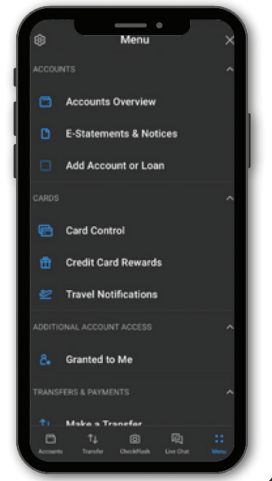 Menu
ACCOUNTS
Accounts Overview
E-Statements & Notices
Add Account or Loan
CARDS
Card Control
Credit Card Rewards
Travel Notifications
ADDITIONAL ACCOUNT ACCESS
Granted to Me
TRANSFERS & PAYMENTS
Make a Transfer
Accounts Transfer CheckFlash Live Chat Menu